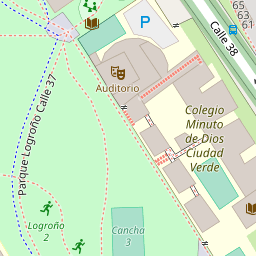 65
63
61
Calle 38
P
Auditorio
Parque Logroño Calle 37
Colegio
Minuto
de Dios
Ciudad
Verde
Logroño
2
Cancha
3